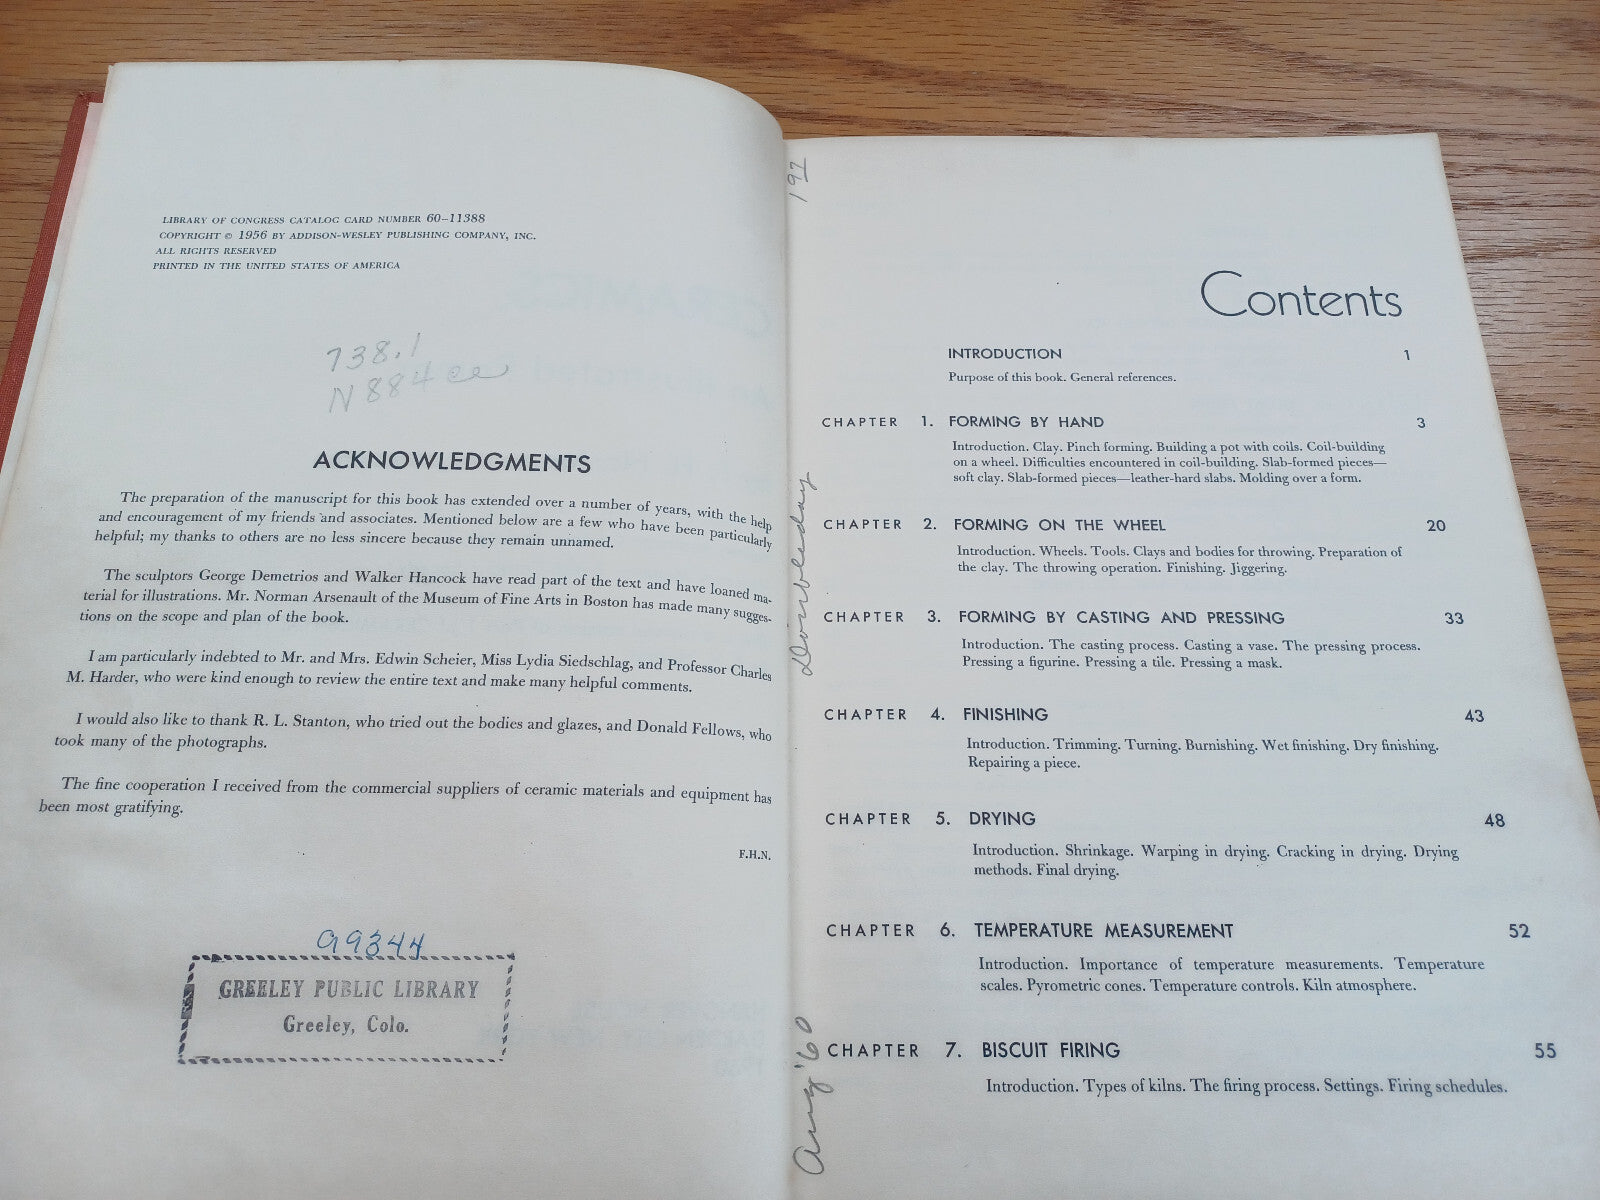 LIBRARY OF CONGRESS CATALOG CARD NUMBER 60–11388
COPYRIGHT © 1956 BY ADDISON-WESLEY PUBLISHING COMPANY, INC.
ALL RIGHTS RESERVED
PRINTED IN THE UNITED STATES OF AMERICA
738.1
N884ce
ACKNOWLEDGMENTS
The preparation of the manuscript for this book has extended over a number of years, with the help
and encouragement of my friends and associates. Mentioned below are a few who have been particularly
helpful; my thanks to others are no less sincere because they remain unnamed.
The sculptors George Demetrios and Walker Hancock have read part of the text and have loaned ma-
terial for illustrations. Mr. Norman Arsenault of the Museum of Fine Arts in Boston has made many sugges-
tions on the scope and plan of the book.
I am particularly indebted to Mr. and Mrs. Edwin Scheier, Miss Lydia Siedschlag, and Professor Charles
M. Harder, who were kind enough to review the entire text and make many helpful comments.
I would also like to thank R. L. Stanton, who tried out the bodies and glazes, and Donald Fellows, who
took many of the photographs.
The fine cooperation I received from the commercial suppliers of ceramic materials and equipment has
been most gratifying.
F.H.N.
a9344
GREELEY PUBLIC LIBRARY
Greeley, Colo.
197
Doubleday
Aug '60
Contents
INTRODUCTION 1
Purpose of this book. General references.
CHAPTER 1. FORMING BY HAND 3
Introduction. Clay. Pinch forming. Building a pot with coils. Coil-building
on a wheel. Difficulties encountered in coil-building. Slab-formed pieces—
soft clay. Slab-formed pieces—leather-hard slabs. Molding over a form.
CHAPTER 2. FORMING ON THE WHEEL 20
Introduction. Wheels. Tools. Clays and bodies for throwing. Preparation of
the clay. The throwing operation. Finishing. Jiggering.
CHAPTER 3. FORMING BY CASTING AND PRESSING 33
Introduction. The casting process. Casting a vase. The pressing process.
Pressing a figurine. Pressing a tile. Pressing a mask.
CHAPTER 4. FINISHING 43
Introduction. Trimming. Turning. Burnishing. Wet finishing. Dry finishing.
Repairing a piece.
CHAPTER 5. DRYING 48
Introduction. Shrinkage. Warping in drying. Cracking in drying. Drying
methods. Final drying.
CHAPTER 6. TEMPERATURE MEASUREMENT 52
Introduction. Importance of temperature measurements. Temperature
scales. Pyrometric cones. Temperature controls. Kiln atmosphere.
CHAPTER 7. BISCUIT FIRING 55
Introduction. Types of kilns. The firing process. Settings. Firing schedules.